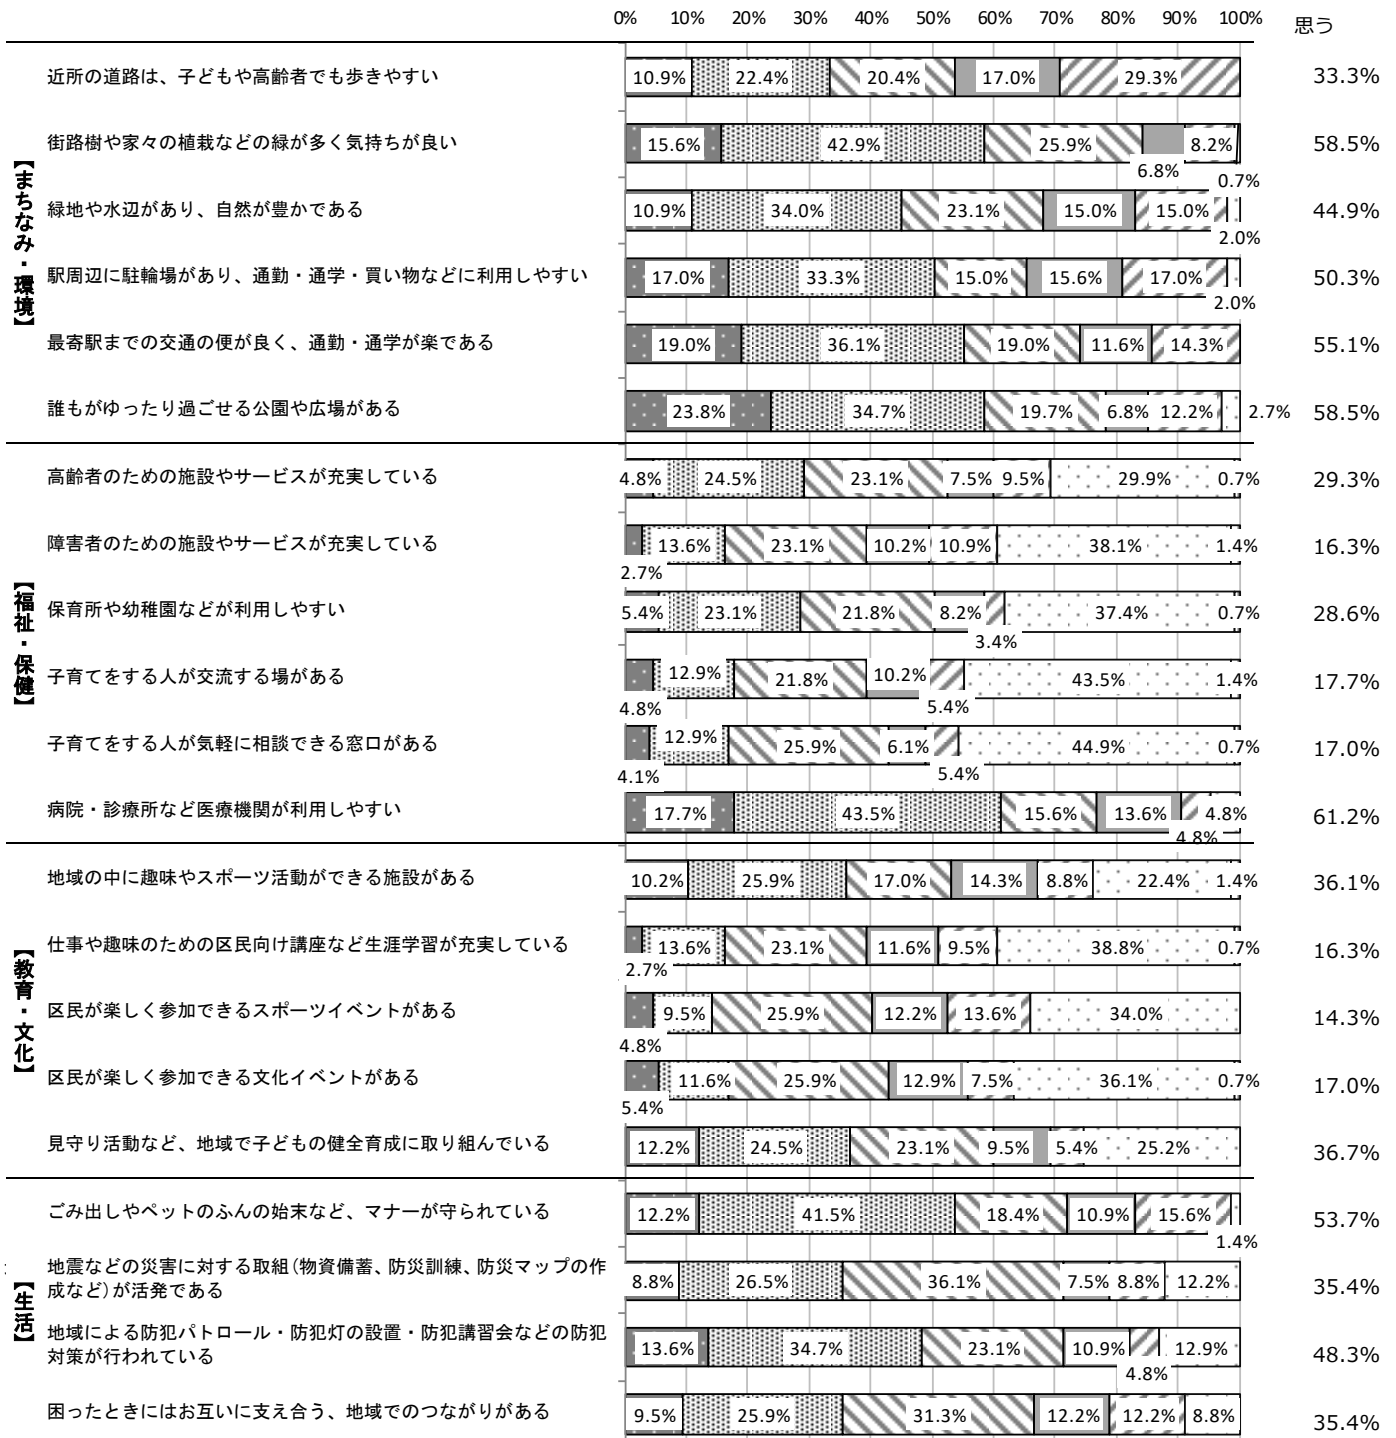 0% 10% 20% 30% 40% 50% 60% 70% 80% 90% 100% 思う
【まちなみ・環境】
近所の道路は、子どもや高齢者でも歩きやすい 10.9% 22.4% 20.4% 17.0% 29.3% 33.3%
街路樹や家々の植栽などの緑が多く気持ちが良い 15.6% 42.9% 25.9% 6.8% 8.2% 0.7% 58.5%
緑地や水辺があり、自然が豊かである 10.9% 34.0% 23.1% 15.0% 15.0% 2.0% 44.9%
駅周辺に駐輪場があり、通勤・通学・買い物などに利用しやすい 17.0% 33.3% 15.0% 15.6% 17.0% 2.0% 50.3%
最寄駅までの交通の便が良く、通勤・通学が楽である 19.0% 36.1% 19.0% 11.6% 14.3% 55.1%
誰もがゆったり過ごせる公園や広場がある 23.8% 34.7% 19.7% 6.8% 12.2% 2.7% 58.5%
【福祉・保健】
高齢者のための施設やサービスが充実している 4.8% 24.5% 23.1% 7.5% 9.5% 29.9% 0.7% 29.3%
障害者のための施設やサービスが充実している 2.7% 13.6% 23.1% 10.2% 10.9% 38.1% 1.4% 16.3%
保育所や幼稚園などが利用しやすい 5.4% 23.1% 21.8% 8.2% 3.4% 37.4% 0.7% 28.6%
子育てをする人が交流する場がある 4.8% 12.9% 21.8% 10.2% 5.4% 43.5% 1.4% 17.7%
子育てをする人が気軽に相談できる窓口がある 4.1% 12.9% 25.9% 6.1% 5.4% 44.9% 0.7% 17.0%
病院・診療所など医療機関が利用しやすい 17.7% 43.5% 15.6% 13.6% 4.8% 4.8% 61.2%
【教育・文化】
地域の中に趣味やスポーツ活動ができる施設がある 10.2% 25.9% 17.0% 14.3% 8.8% 22.4% 1.4% 36.1%
仕事や趣味のための区民向け講座など生涯学習が充実している 2.7% 13.6% 23.1% 11.6% 9.5% 38.8% 0.7% 16.3%
区民が楽しく参加できるスポーツイベントがある 4.8% 9.5% 25.9% 12.2% 13.6% 34.0% 14.3%
区民が楽しく参加できる文化イベントがある 5.4% 11.6% 25.9% 12.9% 7.5% 36.1% 0.7% 17.0%
見守り活動など、地域で子どもの健全育成に取り組んでいる 12.2% 24.5% 23.1% 9.5% 5.4% 25.2% 36.7%
【生活】
ごみ出しやペットのふんの始末など、マナーが守られている 12.2% 41.5% 18.4% 10.9% 15.6% 1.4% 53.7%
地震などの災害に対する取組(物資備蓄、防災訓練、防災マップの作
成など)が活発である 8.8% 26.5% 36.1% 7.5% 8.8% 12.2% 35.4%
地域による防犯パトロール・防犯灯の設置・防犯講習会などの防犯
対策が行われている 13.6% 34.7% 23.1% 10.9% 4.8% 12.9% 48.3%
困ったときにはお互いに支え合う、地域でのつながりがある 9.5% 25.9% 31.3% 12.2% 12.2% 8.8% 35.4%